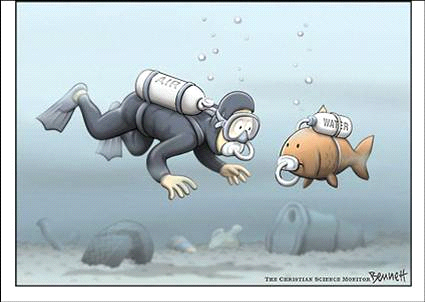 AIR
WATER
THE CHRISTIAN SCIENCE MONITOR Bennett